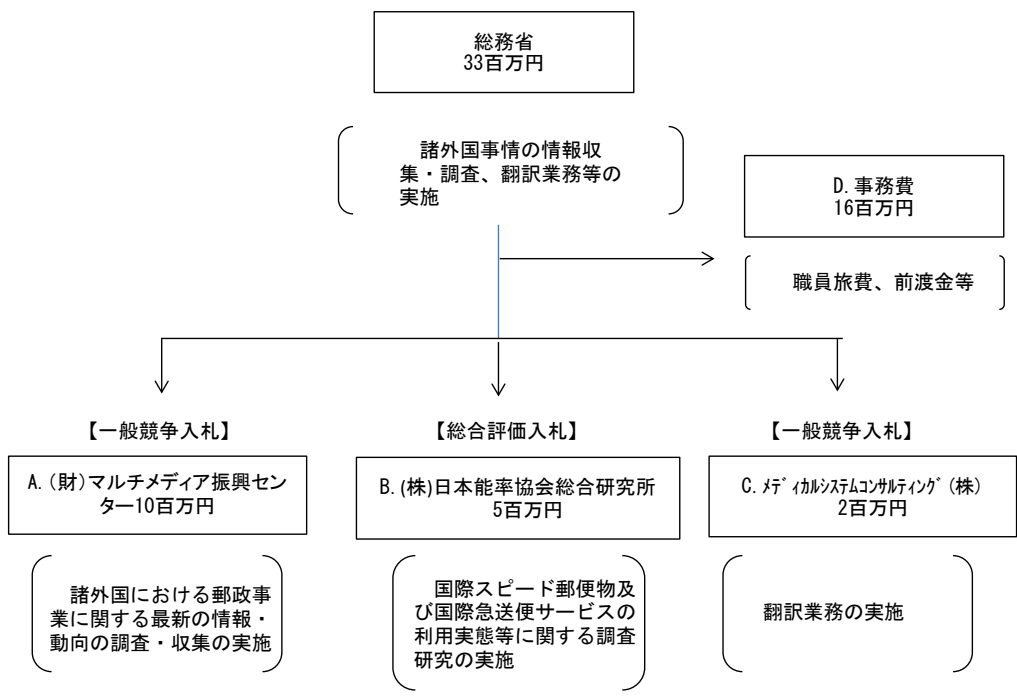 総務省
33百万円
諸外国事情の情報収
集・調査、翻訳業務等の
実施
D. 事務費
16百万円
職員旅費、前渡金等
【一般競争入札】
A. (財)マルチメディア振興セン
ター10百万円
諸外国における郵政事
業に関する最新の情報・
動向の調査・収集の実施
【総合評価入札】
B. (株)日本能率協会総合研究所
5百万円
国際スピード郵便物及
び国際急送便サービスの
利用実態等に関する調査
研究の実施
【一般競争入札】
C. メディカルシステムコンサルティング(株)
2百万円
翻訳業務の実施